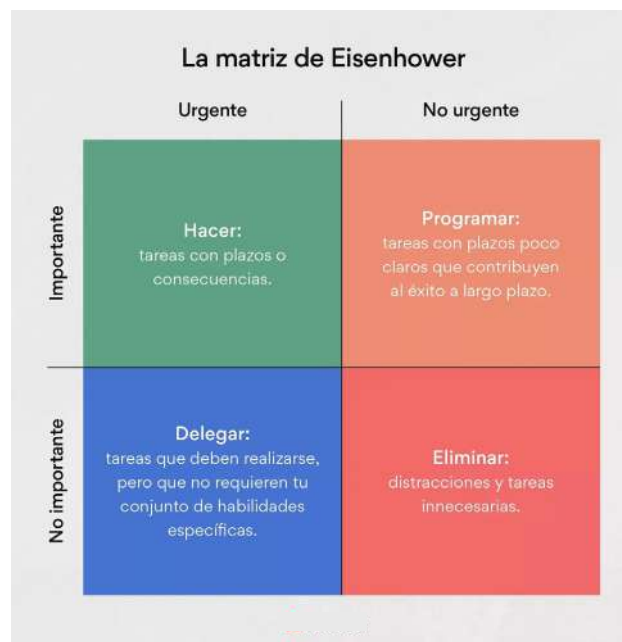 La matriz de Eisenhower
Urgente
No urgente
Importante
Hacer:
tareas con plazos o
consecuencias.
Programar:
tareas con plazos poco
claros que contribuyen
al éxito a largo plazo.
No importante
Delegar:
tareas que deben realizarse,
pero que no requieren tu
conjunto de habilidades
específicas.
Eliminar:
distracciones y tareas
innecesarias.